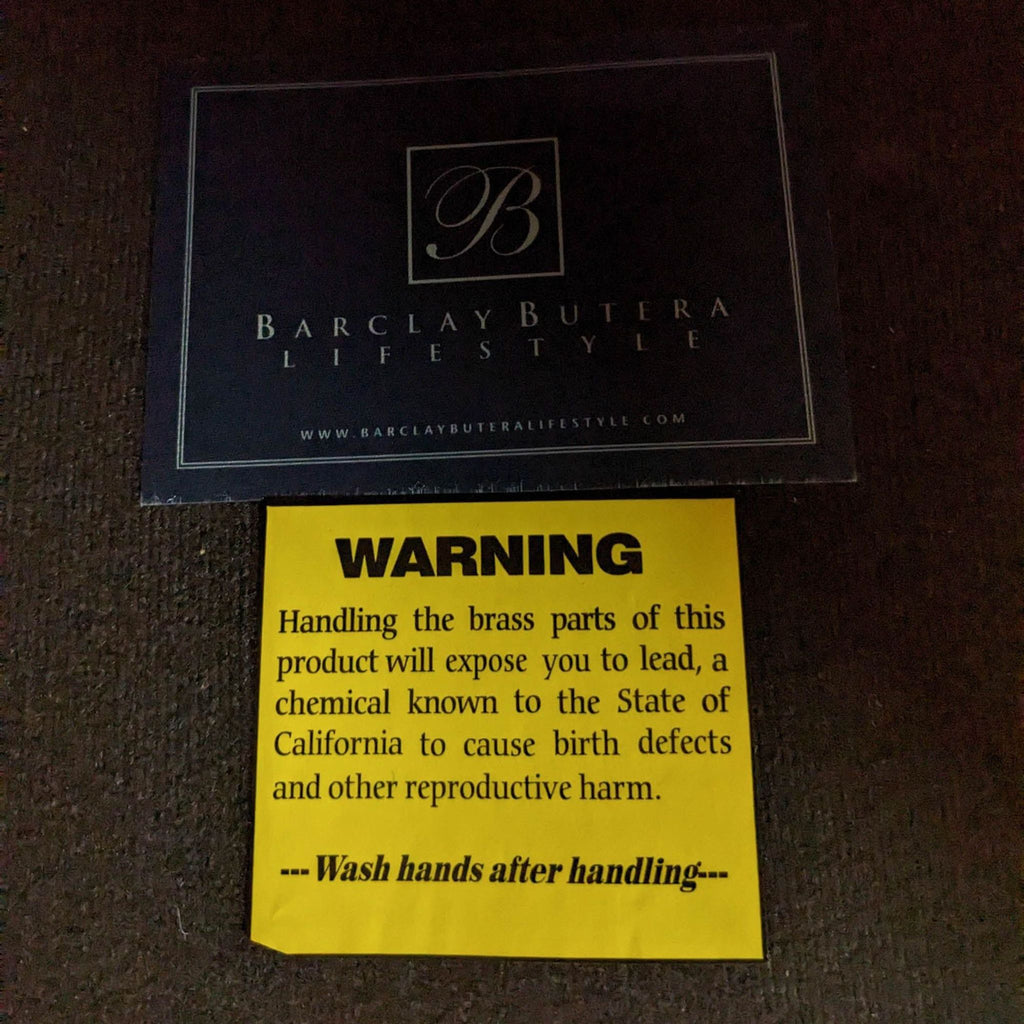 B
BARCLAY BUTERA
LIFESTYLE
WWW.BARCLAYBUTERALIFESTYLE.COM
WARNING
Handling the brass parts of this
product will expose you to lead, a
chemical known to the State of
California to cause birth defects
and other reproductive harm.
--- Wash hands after handling---